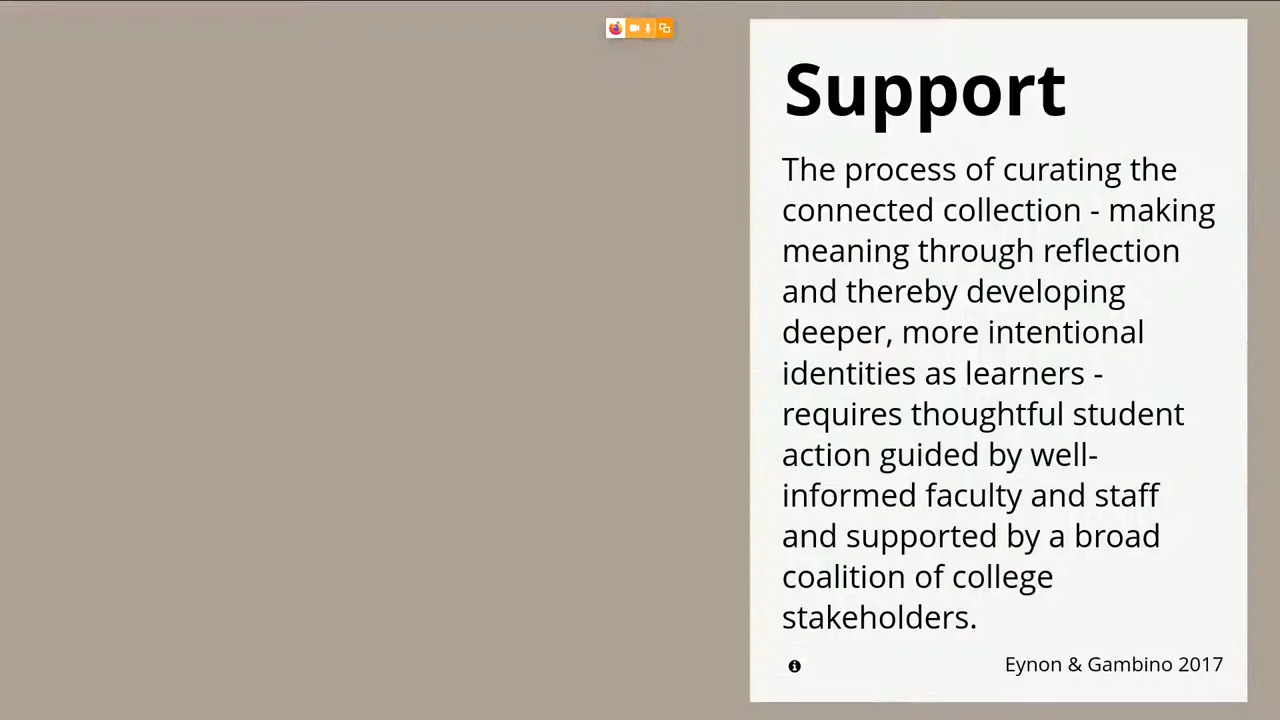 Support
The process of curating the
connected collection - making
meaning through reflection
and thereby developing
deeper, more intentional
identities as learners -
requires thoughtful student
action guided by well-
informed faculty and staff
and supported by a broad
coalition of college
stakeholders.
Eynon & Gambino 2017